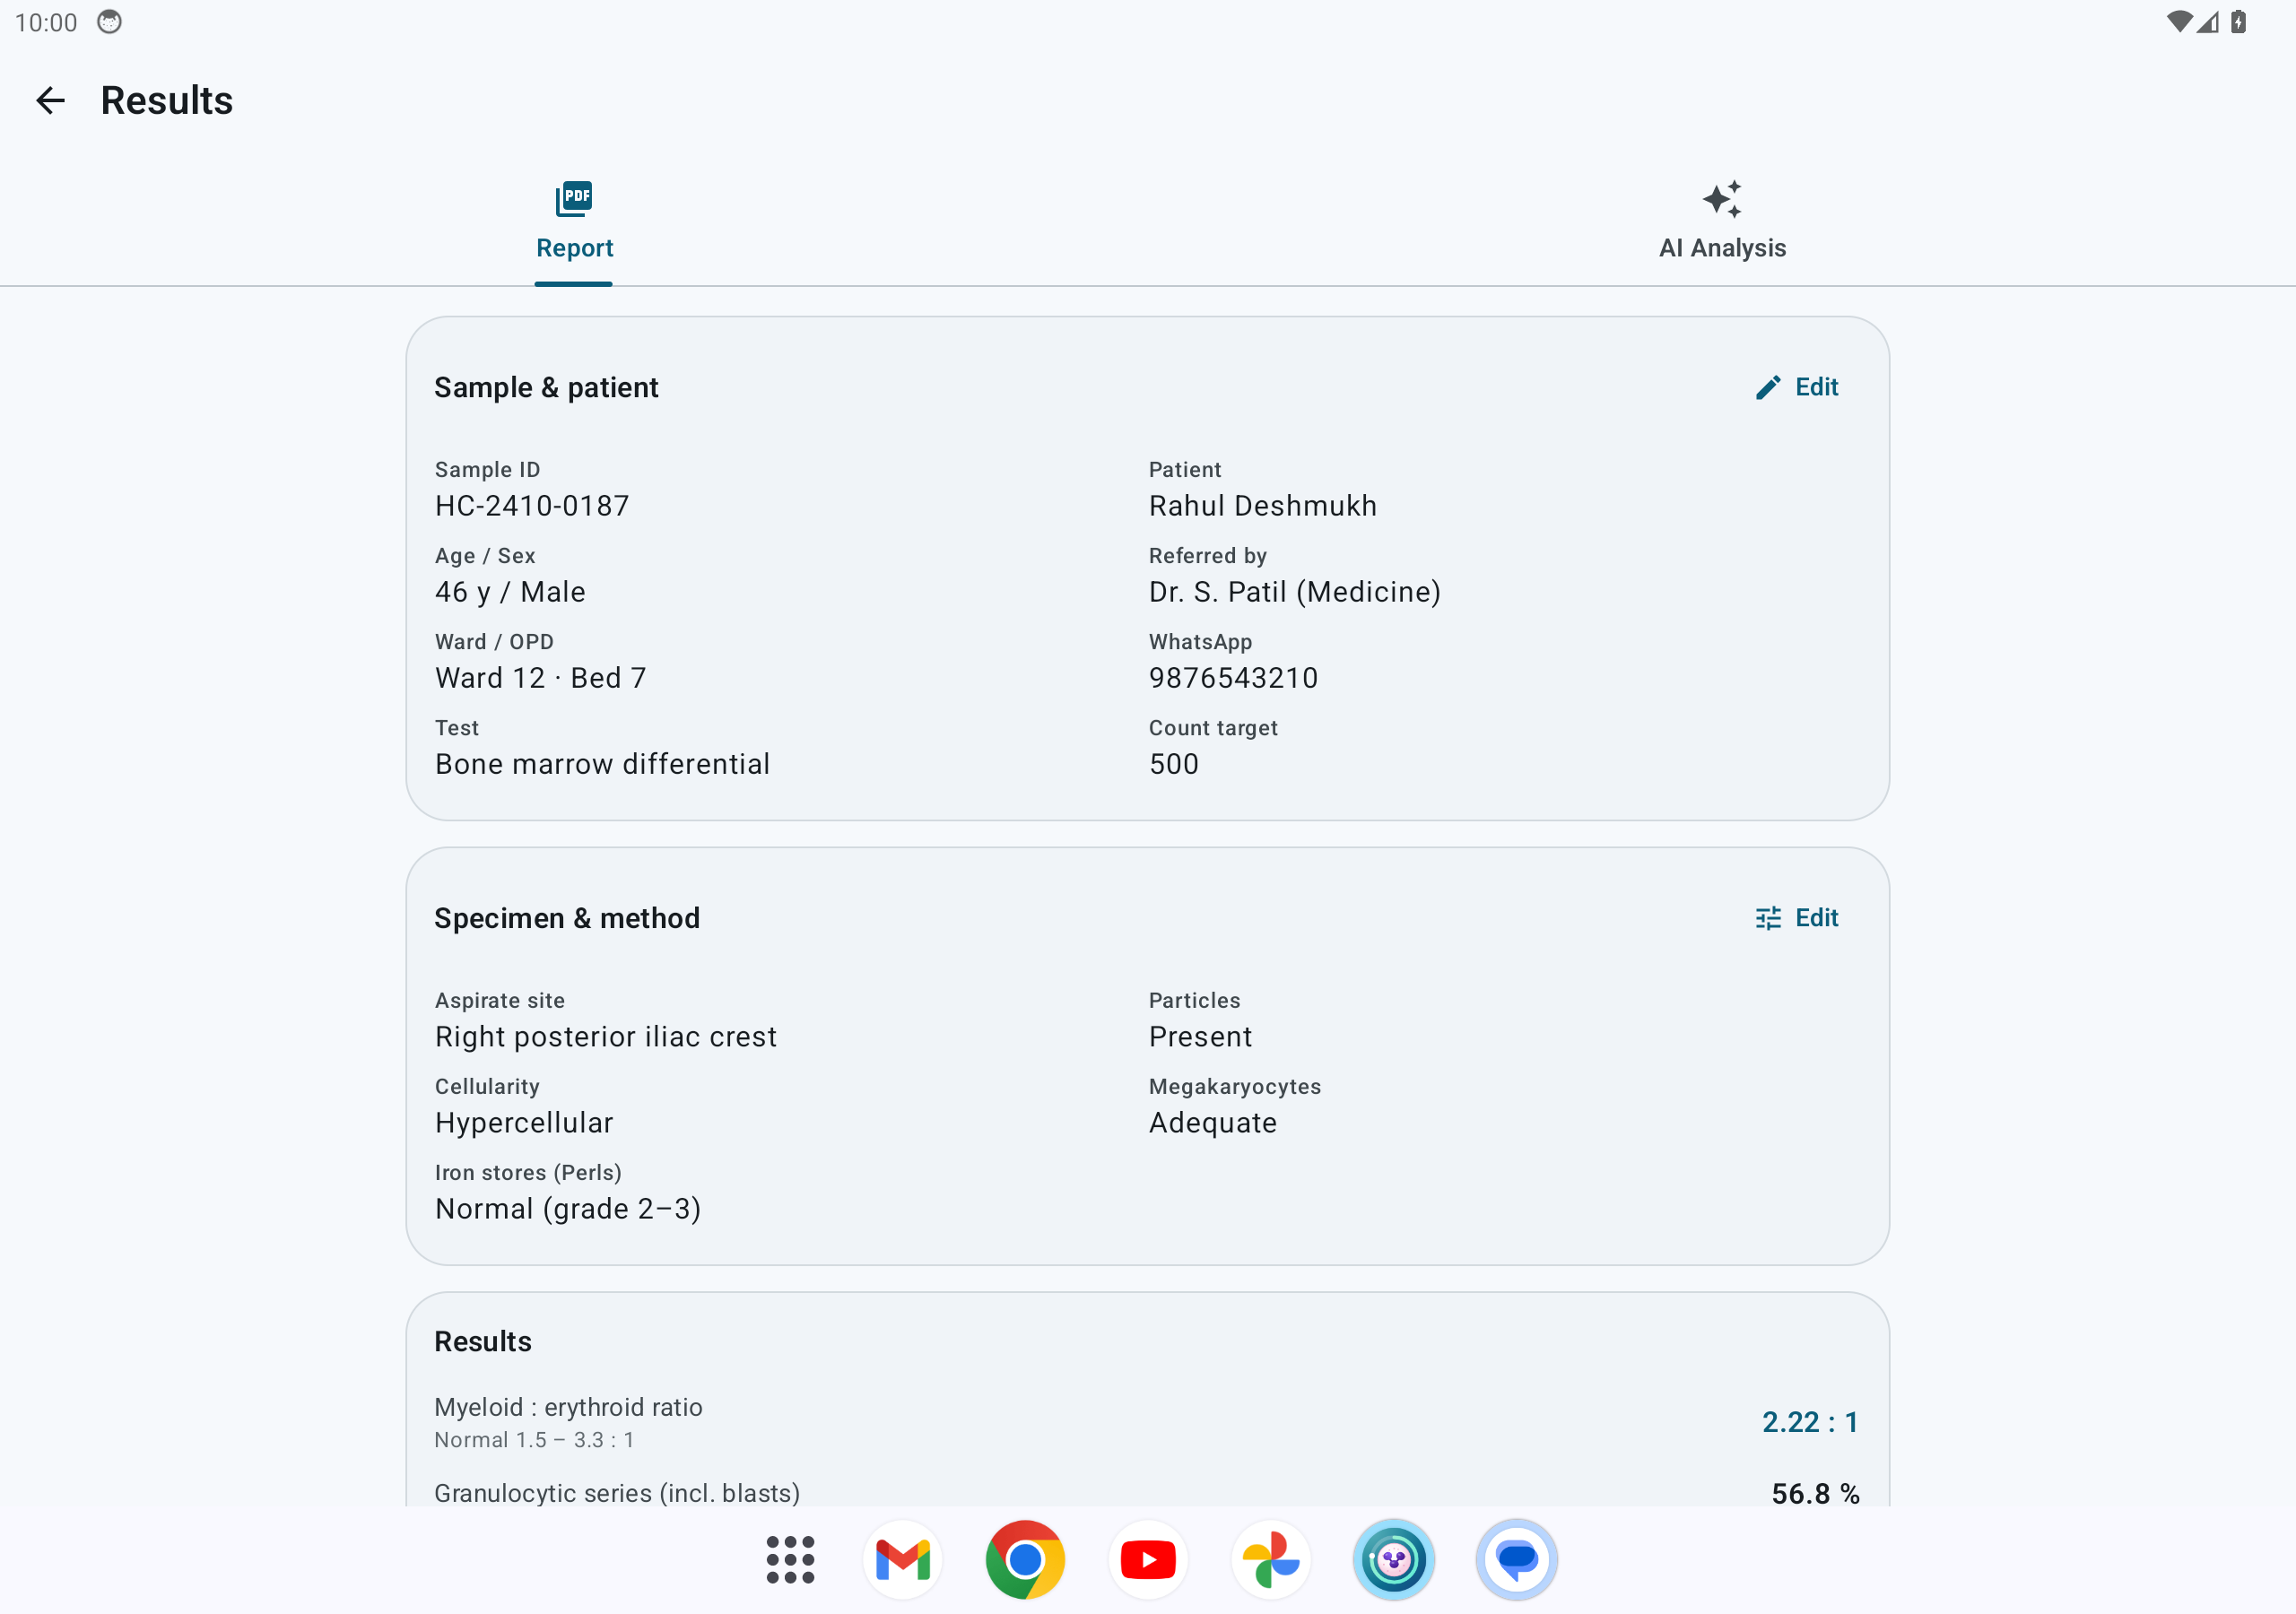 10:00
Results
PDF
Report
AI Analysis
Sample & patient
Edit
Sample ID
HC-2410-0187
Patient
Rahul Deshmukh
Age / Sex
46 y / Male
Referred by
Dr. S. Patil (Medicine)
Ward / OPD
Ward 12 · Bed 7
WhatsApp
9876543210
Test
Bone marrow differential
Count target
500
Specimen & method
Edit
Aspirate site
Right posterior iliac crest
Particles
Present
Cellularity
Hypercellular
Megakaryocytes
Adequate
Iron stores (Perls)
Normal (grade 2–3)
Results
Myeloid : erythroid ratio
Normal 1.5 – 3.3 : 1
2.22 : 1
Granulocytic series (incl. blasts)
56.8 %